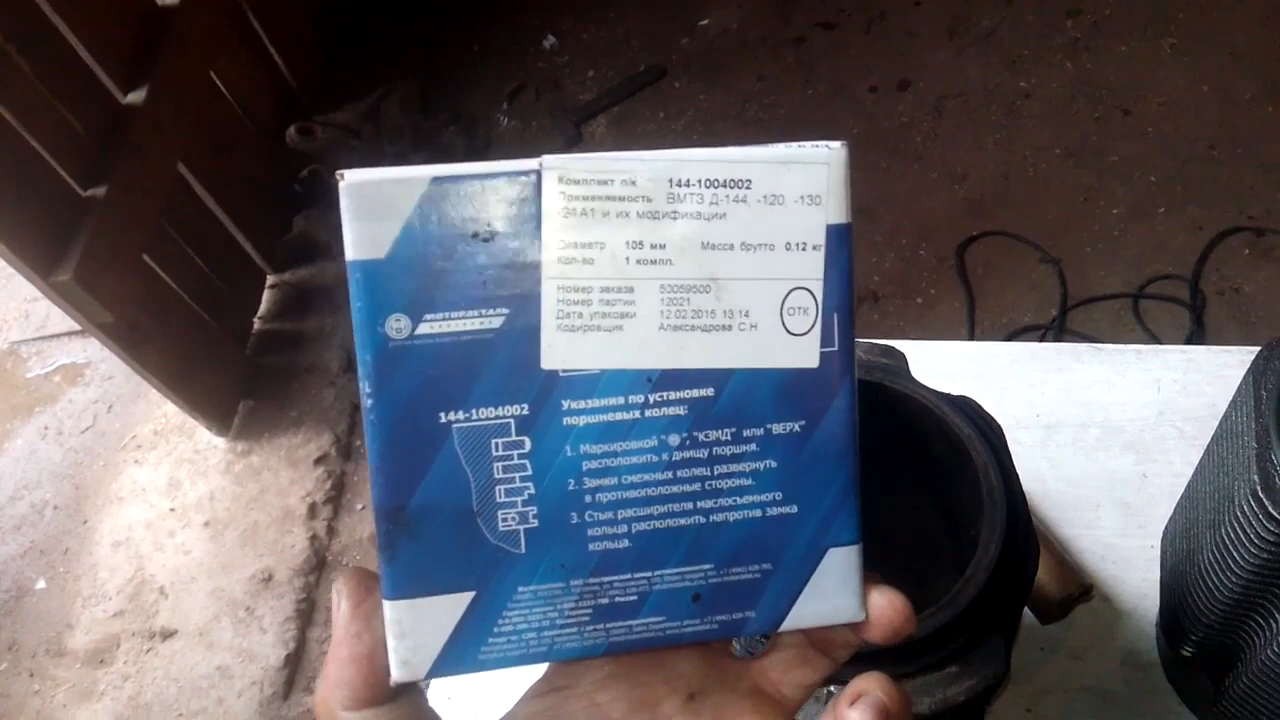 Комплект п/к 144-1004002
Применяемость ВМТЗ Д-144, -120, -130,
-24А1 и их модификации
Диаметр 105 мм Масса брутто 0,12 кг
Кол-во 1 компл.
Номер заказа 50059500
Номер партии 12021
Дата упаковки 12.02.2015 13:14
Кодировщик Александрова С.Н
ОТК
МОТОРДЕТАЛЬ
КОСТРОМА
144-1004002
Указания по установке
поршневых колец:
1. Маркировкой " ", "КЗМД" или "ВЕРХ"
расположить к днищу поршня.
2. Замки смежных колец развернуть
в противоположные стороны.
3. Стык расширителя маслосъемного
кольца расположить напротив замка
кольца.